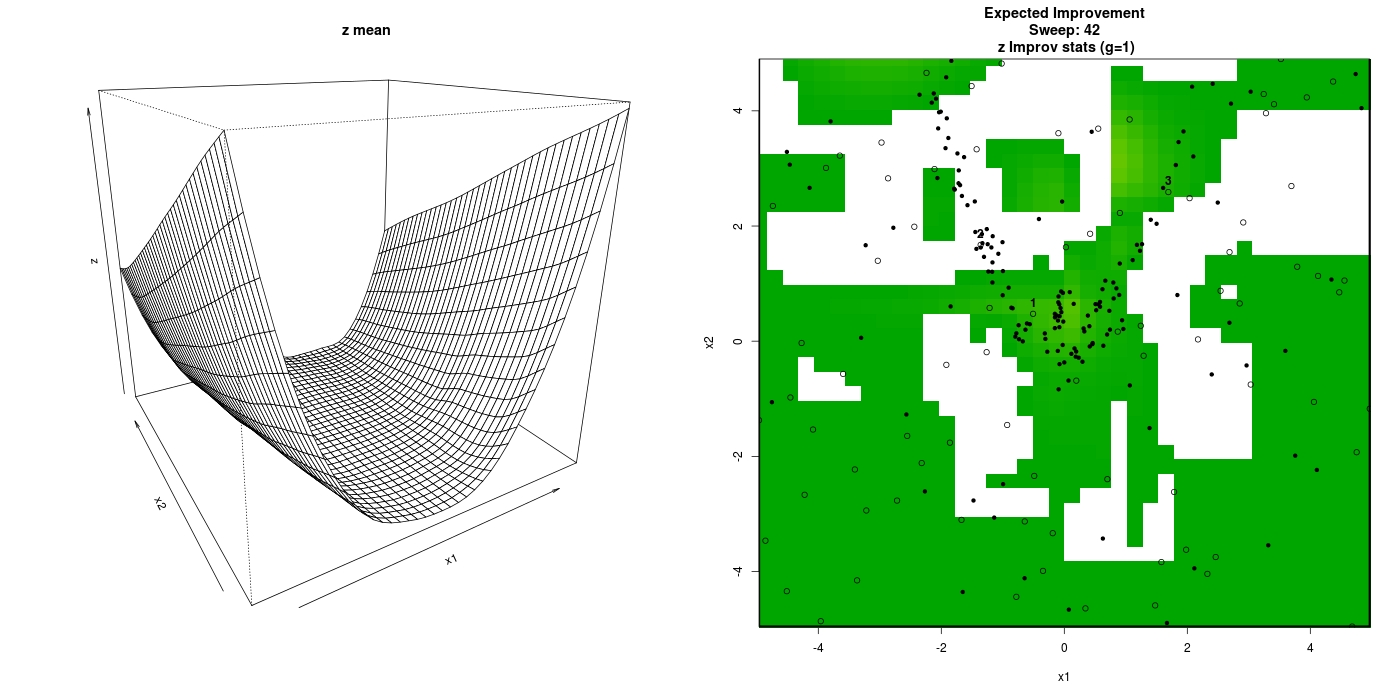 z mean
z
x2
x1
Expected Improvement
Sweep: 42
z Improv stats (g=1)
x2
4
2
0
-2
-4
3
2
1
-4
-2
0
2
4
x1